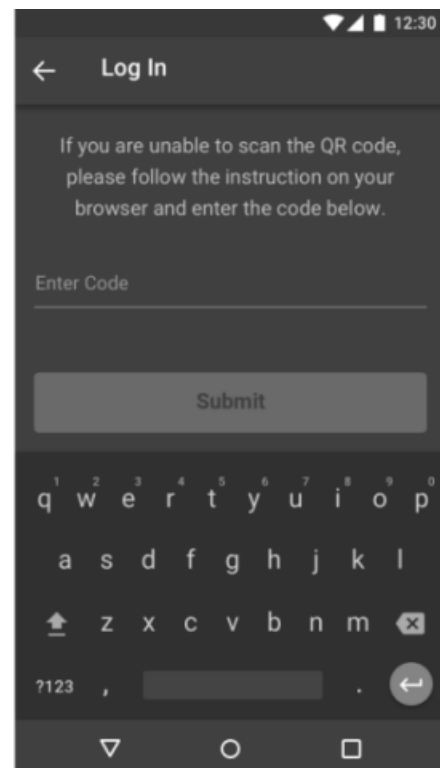 12:30
Log In
If you are unable to scan the QR code,
please follow the instruction on your
browser and enter the code below.
Enter Code
Submit
1 2 3 4 5 6 7 8 9 0
q w e r t y u i o p
a s d f g h j k l
z x c v b n m
?123 , .